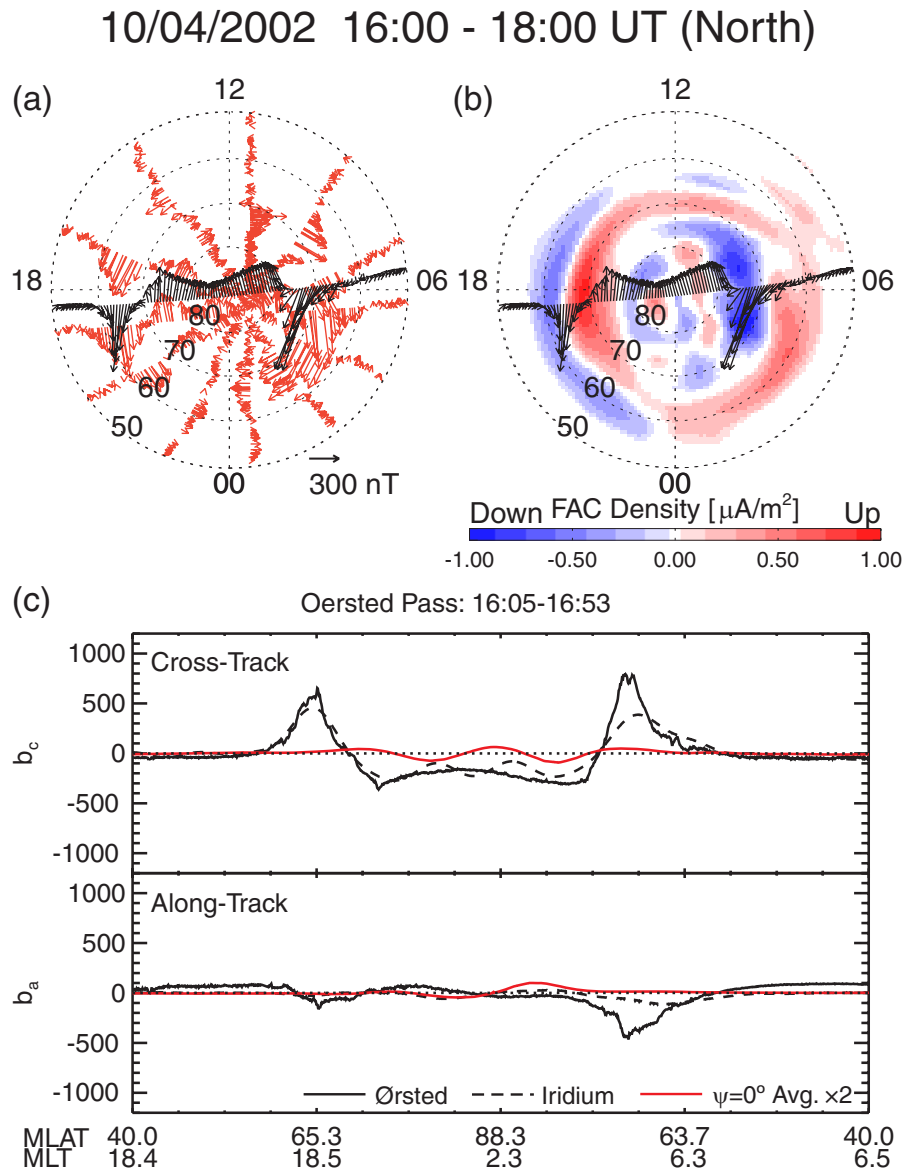 10/04/2002 16:00 - 18:00 UT (North)
(a)
12
18
06
80
70
60
50
00
300 nT
(b)
12
18
06
80
70
60
50
00
Down FAC Density [μA/m²] Up
-1.00 -0.50 0.00 0.50 1.00
(c)
Oersted Pass: 16:05-16:53
Cross-Track
1000
500
0
-500
-1000
b_c
Along-Track
1000
500
0
-500
-1000
b_a
Ørsted Iridium ψ=0° Avg. ×2
MLAT 40.0 65.3 88.3 63.7 40.0
MLT 18.4 18.5 2.3 6.3 6.5